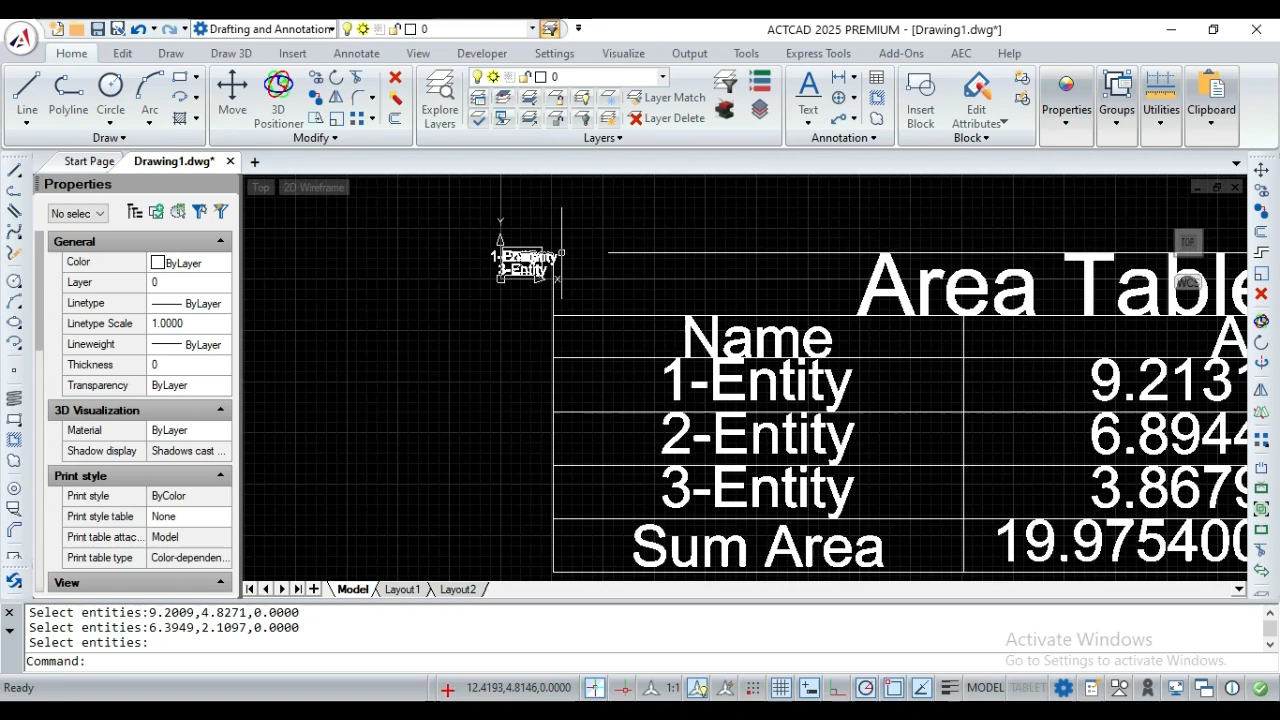 Drafting and Annotation
0
ACTCAD 2025 PREMIUM - [Drawing1.dwg*]
Home Edit Draw Draw 3D Insert Annotate View Developer Settings Visualize Output Tools Express Tools Add-Ons AEC Help
Line Polyline Circle Arc
Draw
Move 3D Positioner
Modify
Explore Layers
0
Layer Match
Layer Delete
Layers
Text
Annotation
Insert Block Edit Attributes
Block
Properties Groups Utilities Clipboard
Start Page Drawing1.dwg*
Properties
No selec
General
Color ByLayer
Layer 0
Linetype ByLayer
Linetype Scale 1.0000
Lineweight ByLayer
Thickness 0
Transparency ByLayer
3D Visualization
Material ByLayer
Shadow display Shadows cast ...
Print style
Print style ByColor
Print style table None
Print table attac... Model
Print table type Color-dependen...
View
Top 2D Wireframe
Y
X
3-Entity
TOP
WCS
Area Table
Name A
1-Entity 9.2131
2-Entity 6.8944
3-Entity 3.8679
Sum Area 19.975400
Model Layout1 Layout2
Select entities:9.2009,4.8271,0.0000
Select entities:6.3949,2.1097,0.0000
Select entities:
Command:
Activate Windows
Go to Settings to activate Windows.
Ready
12.4193,4.8146,0.0000
1:1
MODEL TABLET